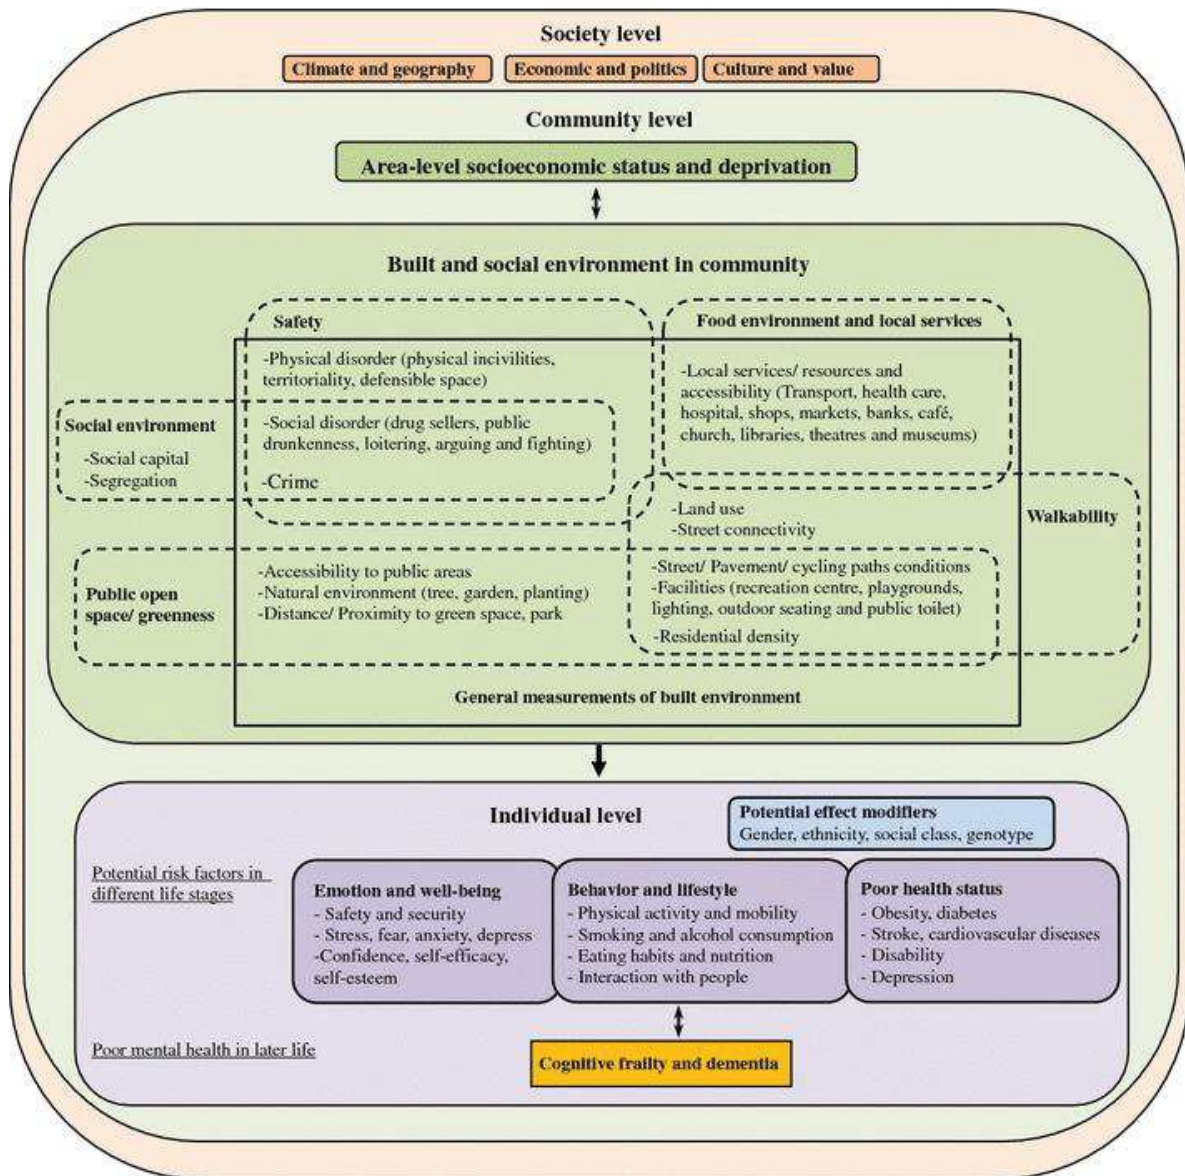 Society level
Climate and geography
Economic and politics
Culture and value
Community level
Area-level socioeconomic status and deprivation
Built and social environment in community
Safety
-Physical disorder (physical incivilities,
territoriality, defensible space)
Food environment and local services
-Local services/ resources and
accessibility (Transport, health care,
hospital, shops, markets, banks, café,
church, libraries, theatres and museums)
Social environment
-Social capital
-Segregation
-Social disorder (drug sellers, public
drunkenness, loitering, arguing and fighting)
-Crime
-Land use
-Street connectivity
Walkability
Public open
space/ greenness
-Accessibility to public areas
-Natural environment (tree, garden, planting)
-Distance/ Proximity to green space, park
-Street/ Pavement/ cycling paths conditions
-Facilities (recreation centre, playgrounds,
lighting, outdoor seating and public toilet)
-Residential density
General measurements of built environment
Individual level
Potential effect modifiers
Gender, ethnicity, social class, genotype
Potential risk factors in
different life stages
Emotion and well-being
- Safety and security
- Stress, fear, anxiety, depress
-Confidence, self-efficacy,
self-esteem
Behavior and lifestyle
- Physical activity and mobility
- Smoking and alcohol consumption
- Eating habits and nutrition
- Interaction with people
Poor health status
- Obesity, diabetes
- Stroke, cardiovascular diseases
- Disability
- Depression
Poor mental health in later life
Cognitive frailty and dementia